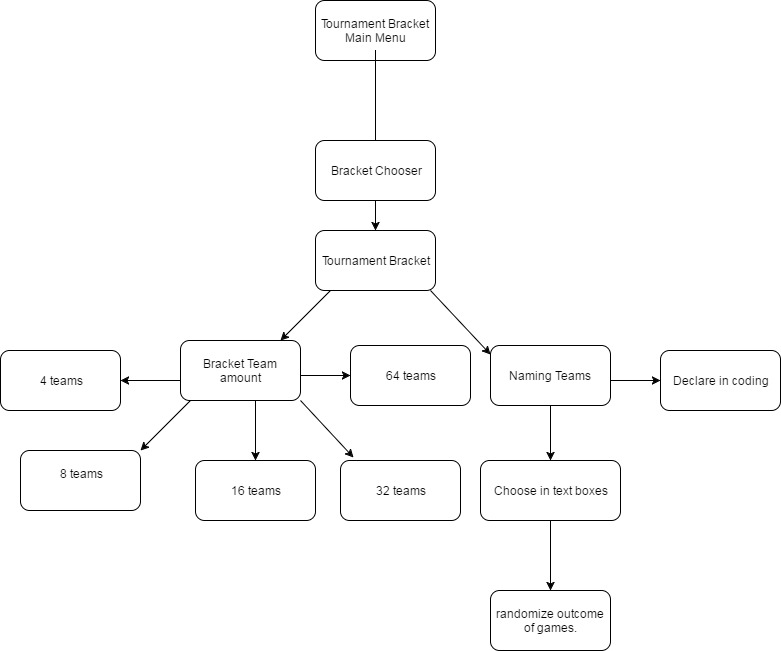 Tournament Bracket
Main Menu
Bracket Chooser
Tournament Bracket
Bracket Team
amount
4 teams
64 teams
Naming Teams
Declare in coding
8 teams
16 teams
32 teams
Choose in text boxes
randomize outcome
of games.